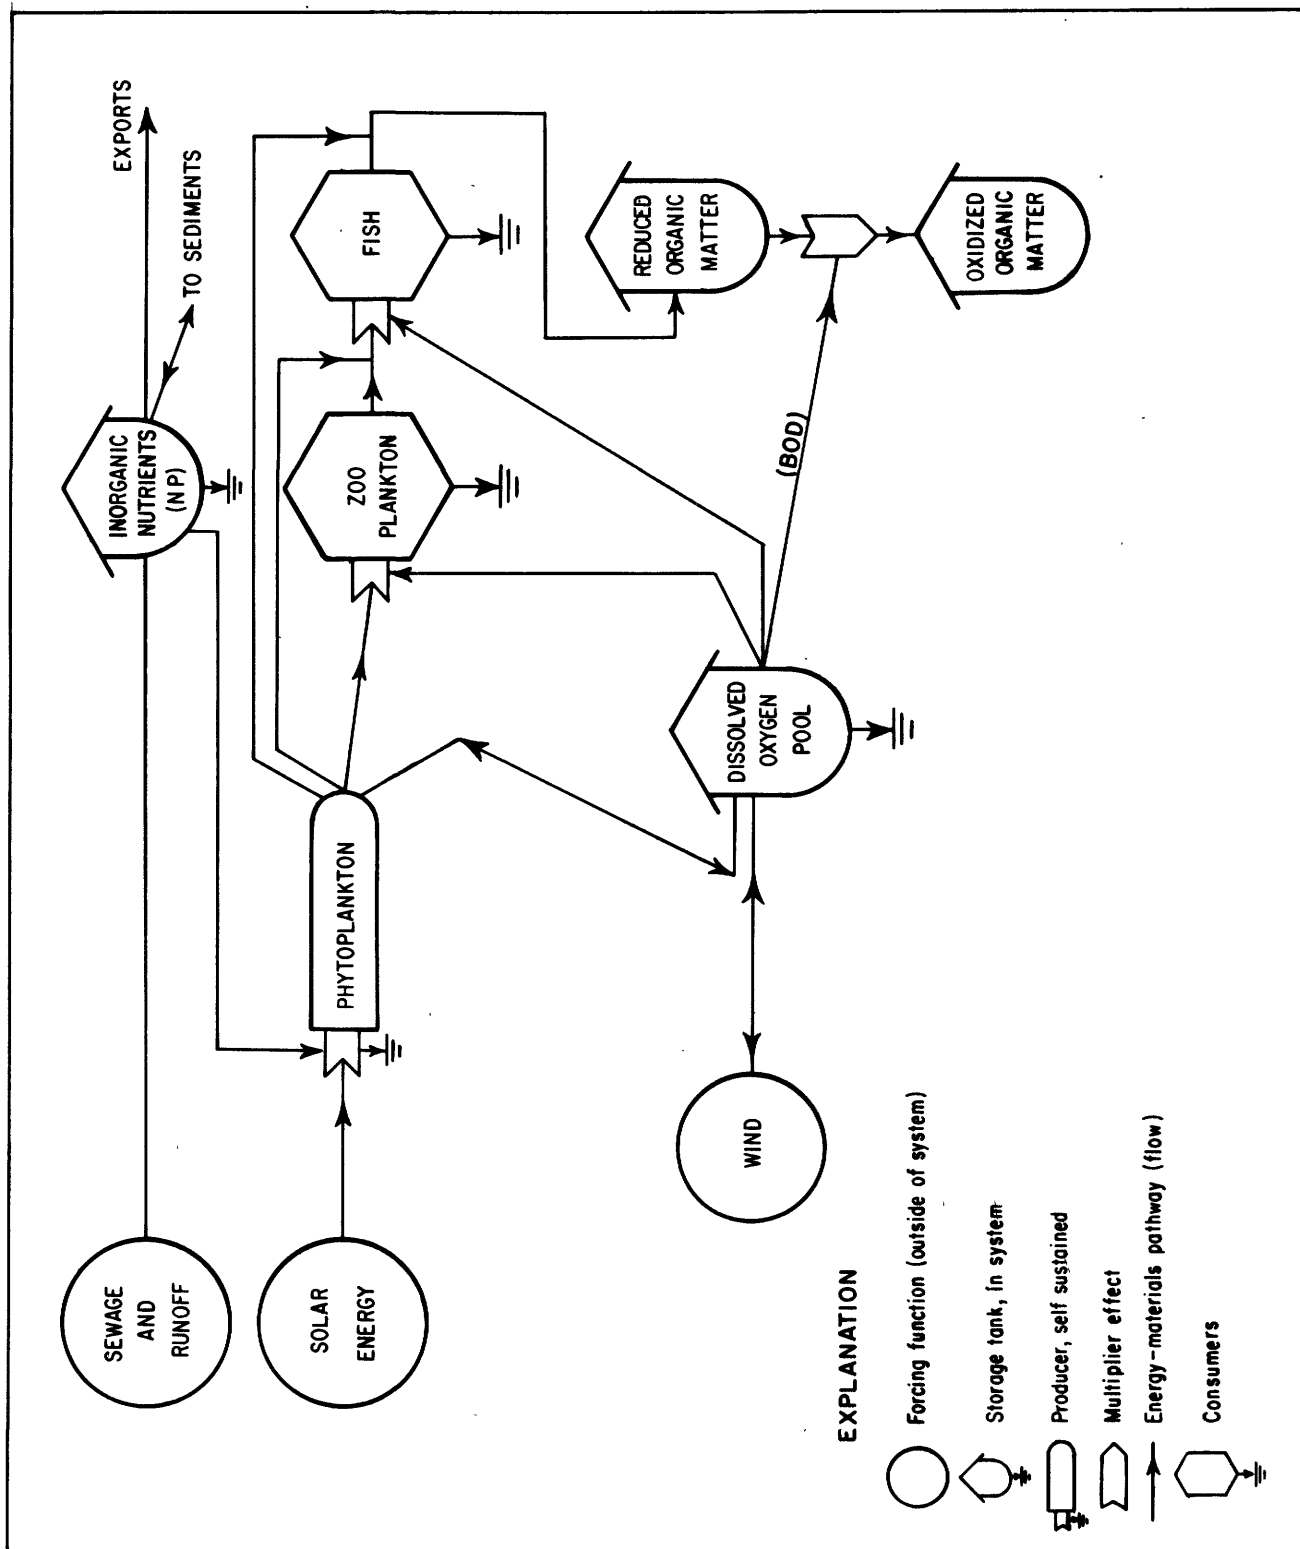 SEWAGE
AND
RUNOFF
SOLAR
ENERGY
INORGANIC
NUTRIENTS
(N P)
EXPORTS
TO SEDIMENTS
PHYTOPLANKTON
ZOO
PLANKTON
FISH
WIND
DISSOLVED
OXYGEN
POOL
(BOD)
REDUCED
ORGANIC
MATTER
OXIDIZED
ORGANIC
MATTER
EXPLANATION
Forcing function (outside of system)
Storage tank, in system
Producer, self sustained
Multiplier effect
Energy-materials pathway (flow)
Consumers